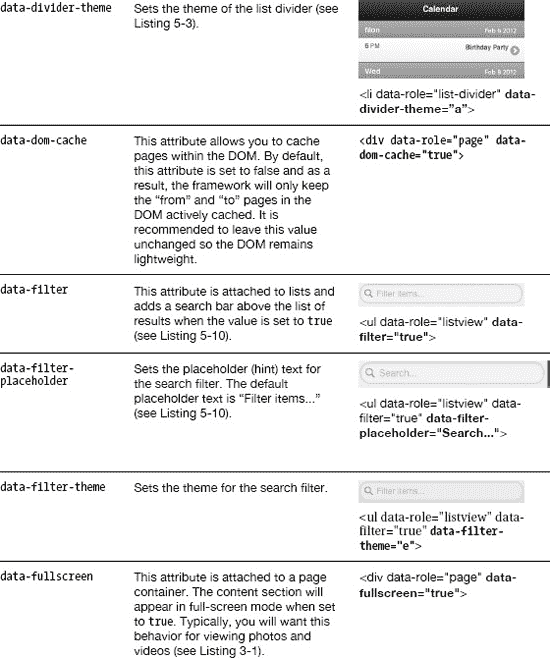 data-divider-theme
Sets the theme of the list divider (see
Listing 5-3).
Calendar
Mon Feb 6 2012
6 PM Birthday Party
Wed Feb 8 2012
<li data-role="list-divider" data-
divider-theme="a">
data-dom-cache
This attribute allows you to cache
pages within the DOM. By default,
this attribute is set to false and as a
result, the framework will only keep
the "from" and "to" pages in the
DOM actively cached. It is
recommended to leave this value
unchanged so the DOM remains
lightweight.
<div data-role="page" data-
dom-cache="true">
data-filter
This attribute is attached to lists and
adds a search bar above the list of
results when the value is set to true
(see Listing 5-10).
Filter items...
<ul data-role="listview" data-
filter="true">
data-filter-
placeholder
Sets the placeholder (hint) text for
the search filter. The default
placeholder text is “Filter items...”
(see Listing 5-10).
Search...
<ul data-role="listview" data-
filter="true" data-filter-
placeholder="Search...">
data-filter-theme
Sets the theme for the search filter.
Filter items...
<ul data-role="listview" data-
filter="true" data-filter-
theme="e">
data-fullscreen
This attribute is attached to a page
container. The content section will
appear in full-screen mode when set
to true. Typically, you will want this
behavior for viewing photos and
videos (see Listing 3-1).
<div data-role="page" data-
fullscreen="true">